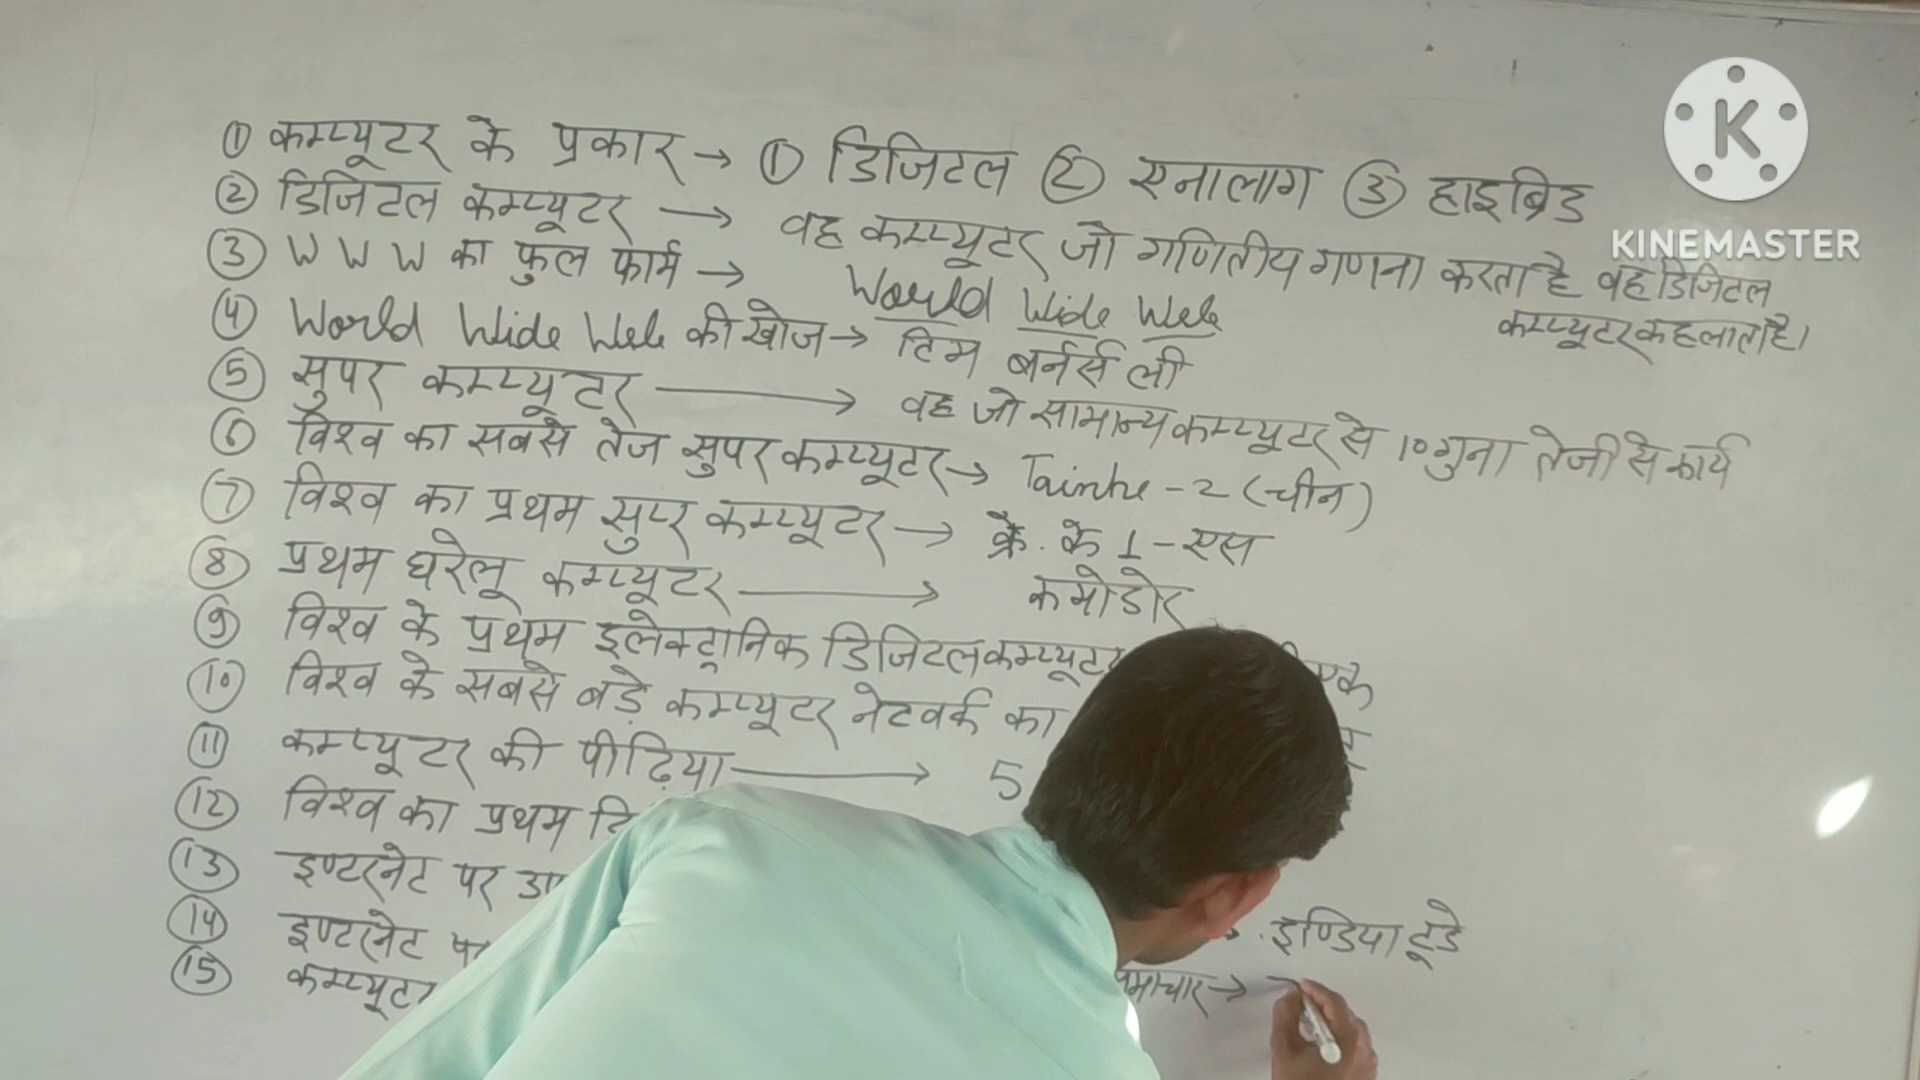 ① कम्प्यूटर के प्रकार → ① डिजिटल ② एनालाग ③ हाइब्रिड
② डिजिटल कम्प्यूटर → वह कम्प्यूटर जो गणितीय गणना करता है वह डिजिटल
कम्प्यूटर कहलाता है।
③ W W W का फुल फार्म → World Wide Web
④ World Wide Web की खोज → टिम बर्नर्स ली
⑤ सुपर कम्प्यूटर → वह जो सामान्य कम्प्यूटर से 10 गुना तेजी से कार्य
⑥ विश्व का सबसे तेज सुपर कम्प्यूटर → Tainhe - 2 (चीन)
⑦ विश्व का प्रथम सुपर कम्प्यूटर → क्रे. के 1 - एस
⑧ प्रथम घरेलू कम्प्यूटर → कमोडोर
⑨ विश्व के प्रथम इलेक्ट्रानिक डिजिटल कम्प्यूटर
⑩ विश्व के सबसे बड़े कम्प्यूटर नेटवर्क का
⑪ कम्प्यूटर की पीढ़िया → 5
⑫ विश्व का प्रथम
⑬ इण्टरनेट पर
⑭ इण्टरनेट इण्डिया टूडे
⑮ →
K
KINEMASTER